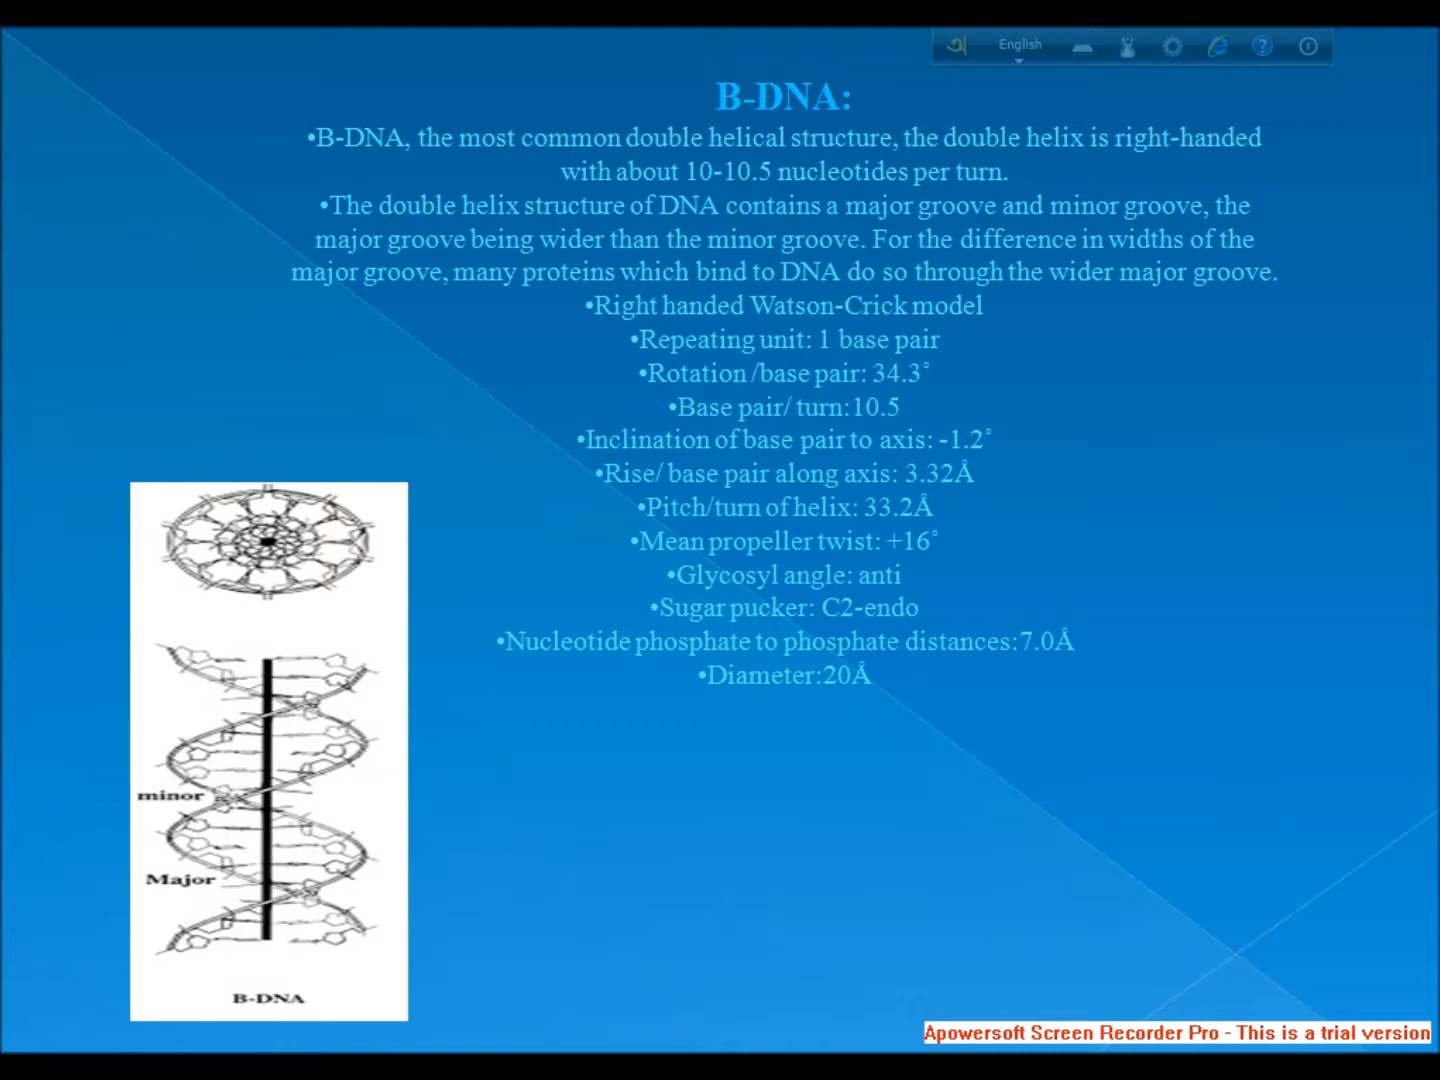 English
B-DNA:
•B-DNA, the most common double helical structure, the double helix is right-handed
with about 10-10.5 nucleotides per turn.
•The double helix structure of DNA contains a major groove and minor groove, the
major groove being wider than the minor groove. For the difference in widths of the
major groove, many proteins which bind to DNA do so through the wider major groove.
•Right handed Watson-Crick model
•Repeating unit: 1 base pair
•Rotation /base pair: 34.3°
•Base pair/ turn:10.5
•Inclination of base pair to axis: -1.2°
•Rise/ base pair along axis: 3.32Å
•Pitch/turn of helix: 33.2Å
•Mean propeller twist: +16°
•Glycosyl angle: anti
•Sugar pucker: C2-endo
•Nucleotide phosphate to phosphate distances:7.0Å
•Diameter:20Å
minor
Major
B-DNA
Apowersoft Screen Recorder Pro - This is a trial version